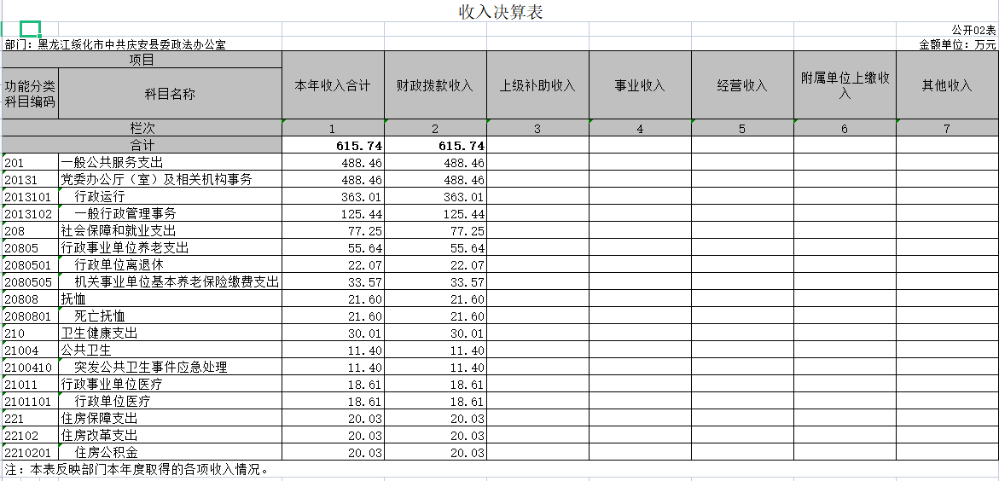 收入决算表
公开02表
部门：黑龙江绥化市中共庆安县委政法办公室 金额单位：万元
项目 本年收入合计 财政拨款收入 上级补助收入 事业收入 经营收入 附属单位上缴收入 其他收入
功能分类科目编码 科目名称
栏次 1 2 3 4 5 6 7
合计 615.74 615.74
201 一般公共服务支出 488.46 488.46
20131 党委办公厅（室）及相关机构事务 488.46 488.46
2013101 行政运行 363.01 363.01
2013102 一般行政管理事务 125.44 125.44
208 社会保障和就业支出 77.25 77.25
20805 行政事业单位养老支出 55.64 55.64
2080501 行政单位离退休 22.07 22.07
2080505 机关事业单位基本养老保险缴费支出 33.57 33.57
20808 抚恤 21.60 21.60
2080801 死亡抚恤 21.60 21.60
210 卫生健康支出 30.01 30.01
21004 公共卫生 11.40 11.40
2100410 突发公共卫生事件应急处理 11.40 11.40
21011 行政事业单位医疗 18.61 18.61
2101101 行政单位医疗 18.61 18.61
221 住房保障支出 20.03 20.03
22102 住房改革支出 20.03 20.03
2210201 住房公积金 20.03 20.03
注：本表反映部门本年度取得的各项收入情况。